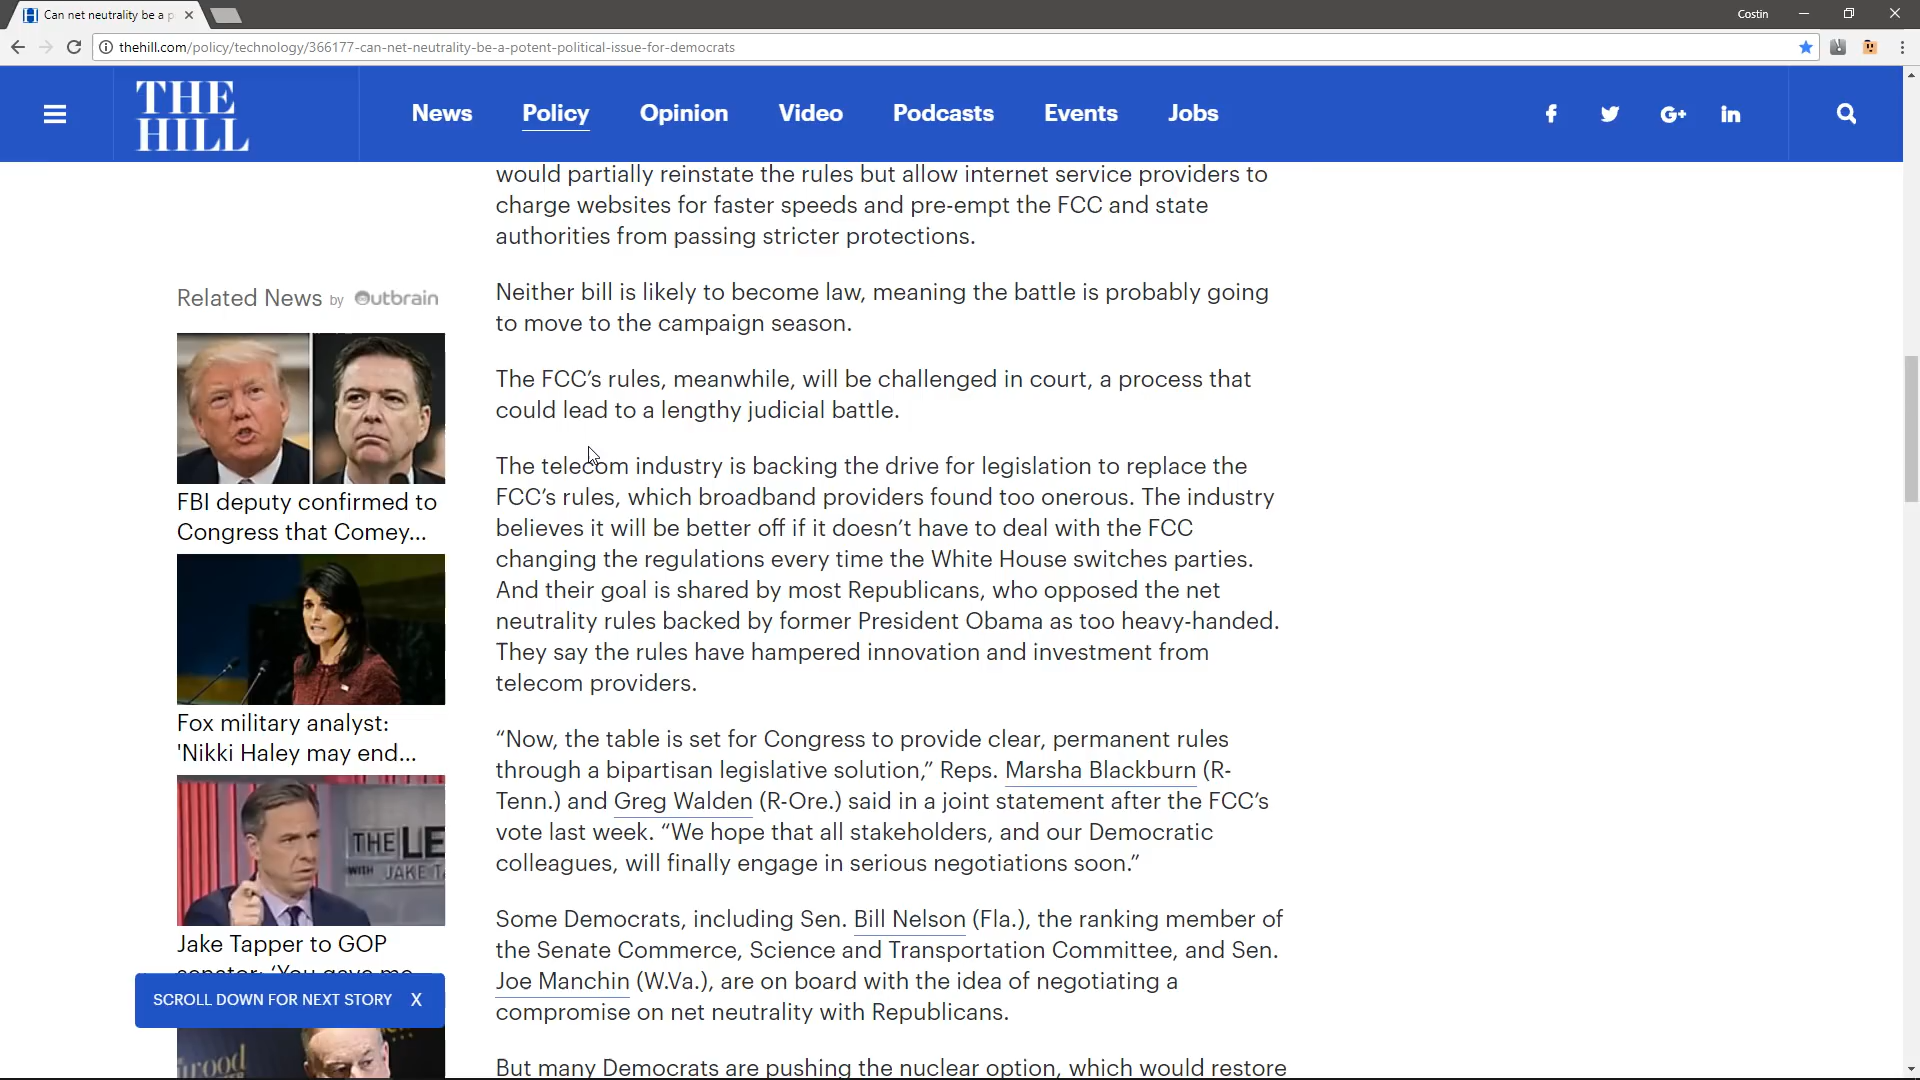 Can net neutrality be a p
Costin
thehill.com/policy/technology/366177-can-net-neutrality-be-a-potent-political-issue-for-democrats
THE
HILL
News
Policy
Opinion
Video
Podcasts
Events
Jobs
would partially reinstate the rules but allow internet service providers to
charge websites for faster speeds and pre-empt the FCC and state
authorities from passing stricter protections.
Neither bill is likely to become law, meaning the battle is probably going
to move to the campaign season.
The FCC’s rules, meanwhile, will be challenged in court, a process that
could lead to a lengthy judicial battle.
The telecom industry is backing the drive for legislation to replace the
FCC’s rules, which broadband providers found too onerous. The industry
believes it will be better off if it doesn’t have to deal with the FCC
changing the regulations every time the White House switches parties.
And their goal is shared by most Republicans, who opposed the net
neutrality rules backed by former President Obama as too heavy-handed.
They say the rules have hampered innovation and investment from
telecom providers.
“Now, the table is set for Congress to provide clear, permanent rules
through a bipartisan legislative solution,” Reps. Marsha Blackburn (R-
Tenn.) and Greg Walden (R-Ore.) said in a joint statement after the FCC’s
vote last week. “We hope that all stakeholders, and our Democratic
colleagues, will finally engage in serious negotiations soon.”
Some Democrats, including Sen. Bill Nelson (Fla.), the ranking member of
the Senate Commerce, Science and Transportation Committee, and Sen.
Joe Manchin (W.Va.), are on board with the idea of negotiating a
compromise on net neutrality with Republicans.
But many Democrats are pushing the nuclear option, which would restore
Related News by Outbrain
FBI deputy confirmed to
Congress that Comey...
Fox military analyst:
'Nikki Haley may end...
THE LE
WITH JAKE TA
Jake Tapper to GOP
senator: ‘You gave me
SCROLL DOWN FOR NEXT STORY X